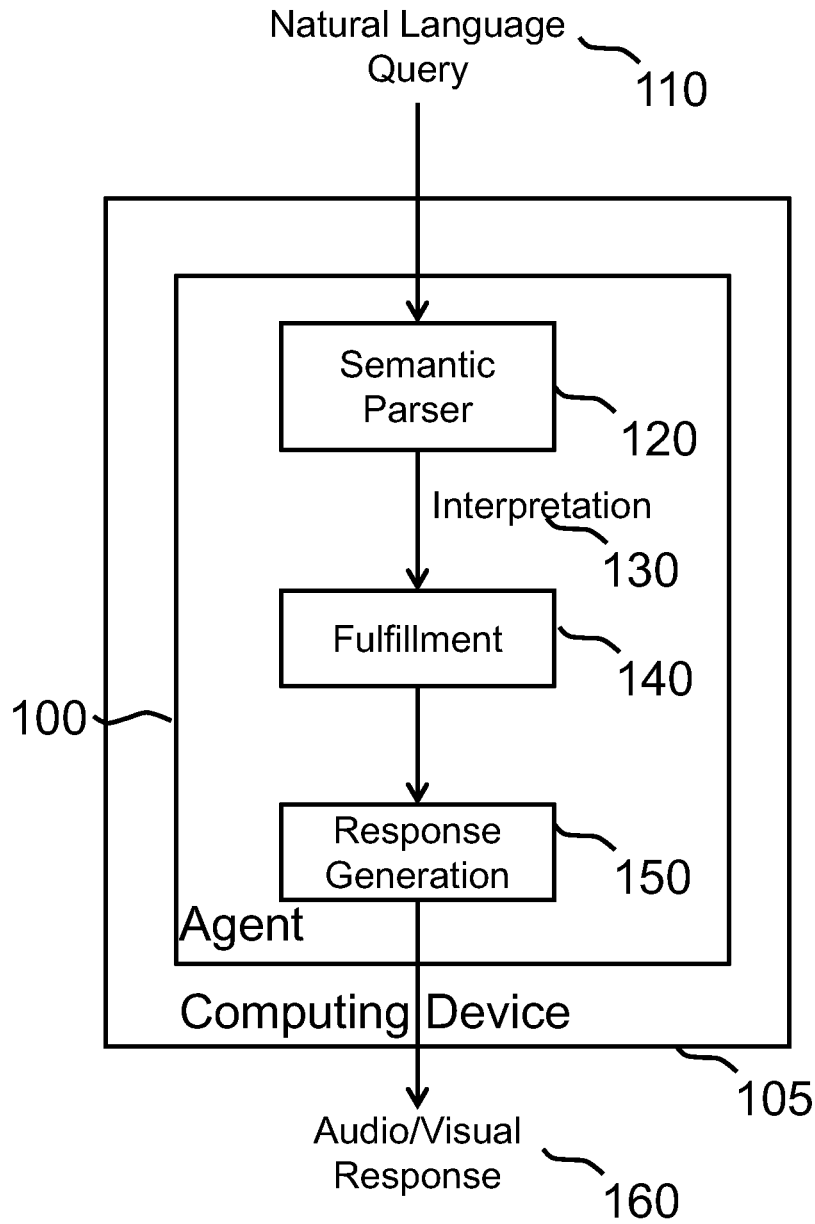 Natural Language
Query
110
Semantic
Parser
120
Interpretation
130
Fulfillment
140
100
Response
Generation
150
Agent
Computing Device
105
Audio/Visual
Response
160